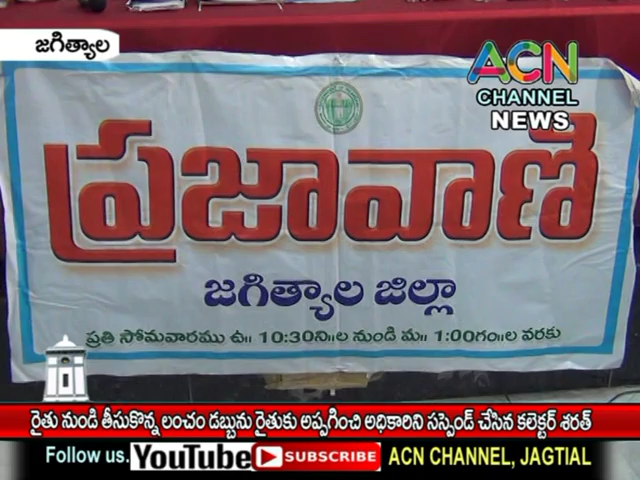 జగిత్యాల
ACN
CHANNEL
NEWS
ప్రజావాణి
జగిత్యాల జిల్లా
ప్రతి సోమవారము ఉ॥ 10:30ని॥ల నుండి మ॥ 1:00గం॥ల వరకు
రైతు నుండి తీసుకొన్న లంచం డబ్బును రైతుకు అప్పగించి అధికారిని సస్పెండ్ చేసిన కలెక్టర్ శరత్
Follow us. YouTube SUBSCRIBE ACN CHANNEL, JAGTIAL